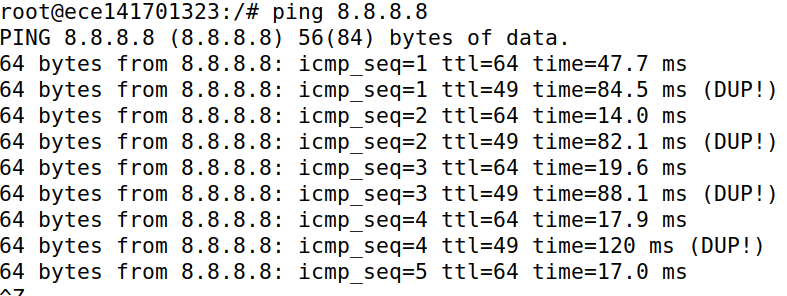 root@ece141701323:/# ping 8.8.8.8
PING 8.8.8.8 (8.8.8.8) 56(84) bytes of data.
64 bytes from 8.8.8.8: icmp_seq=1 ttl=64 time=47.7 ms
64 bytes from 8.8.8.8: icmp_seq=1 ttl=49 time=84.5 ms (DUP!)
64 bytes from 8.8.8.8: icmp_seq=2 ttl=64 time=14.0 ms
64 bytes from 8.8.8.8: icmp_seq=2 ttl=49 time=82.1 ms (DUP!)
64 bytes from 8.8.8.8: icmp_seq=3 ttl=64 time=19.6 ms
64 bytes from 8.8.8.8: icmp_seq=3 ttl=49 time=88.1 ms (DUP!)
64 bytes from 8.8.8.8: icmp_seq=4 ttl=64 time=17.9 ms
64 bytes from 8.8.8.8: icmp_seq=4 ttl=49 time=120 ms (DUP!)
64 bytes from 8.8.8.8: icmp_seq=5 ttl=64 time=17.0 ms